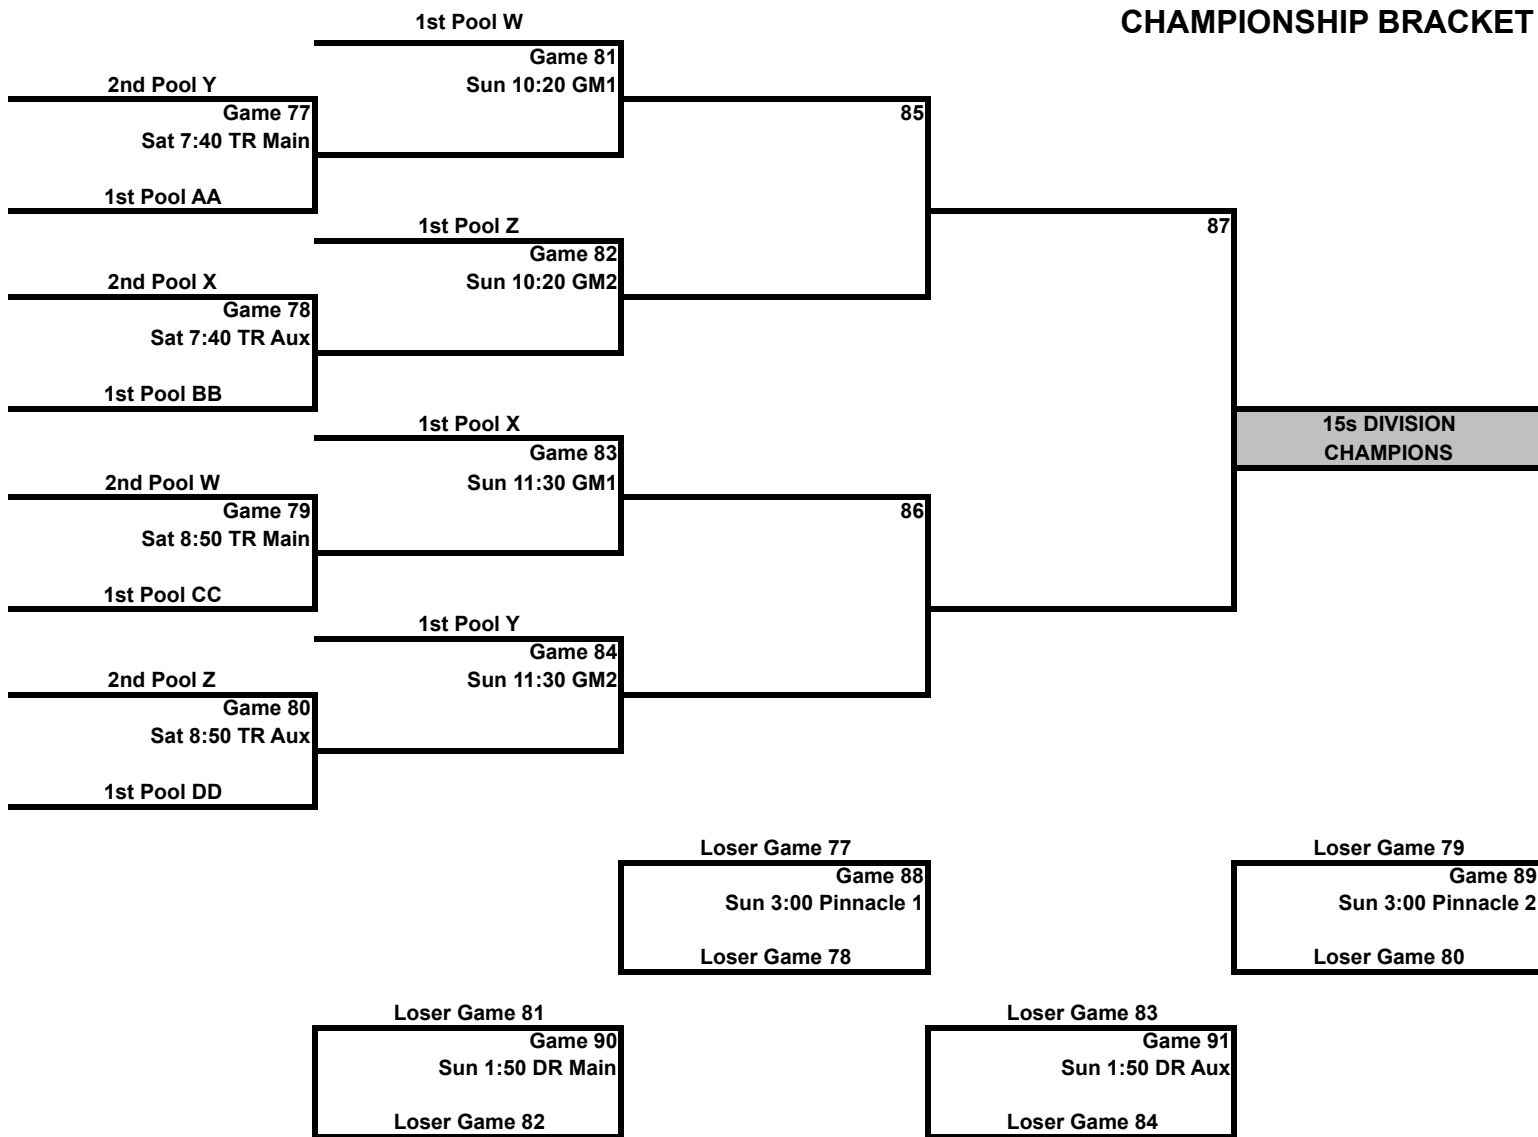 CHAMPIONSHIP BRACKET
1st Pool W
Game 81
Sun 10:20 GM1
2nd Pool Y
Game 77
Sat 7:40 TR Main
1st Pool AA
85
1st Pool Z
Game 82
Sun 10:20 GM2
2nd Pool X
Game 78
Sat 7:40 TR Aux
1st Pool BB
87
1st Pool X
Game 83
Sun 11:30 GM1
2nd Pool W
Game 79
Sat 8:50 TR Main
1st Pool CC
86
15s DIVISION
CHAMPIONS
1st Pool Y
Game 84
Sun 11:30 GM2
2nd Pool Z
Game 80
Sat 8:50 TR Aux
1st Pool DD
Loser Game 77
Game 88
Sun 3:00 Pinnacle 1
Loser Game 78
Loser Game 79
Game 89
Sun 3:00 Pinnacle 2
Loser Game 80
Loser Game 81
Game 90
Sun 1:50 DR Main
Loser Game 82
Loser Game 83
Game 91
Sun 1:50 DR Aux
Loser Game 84